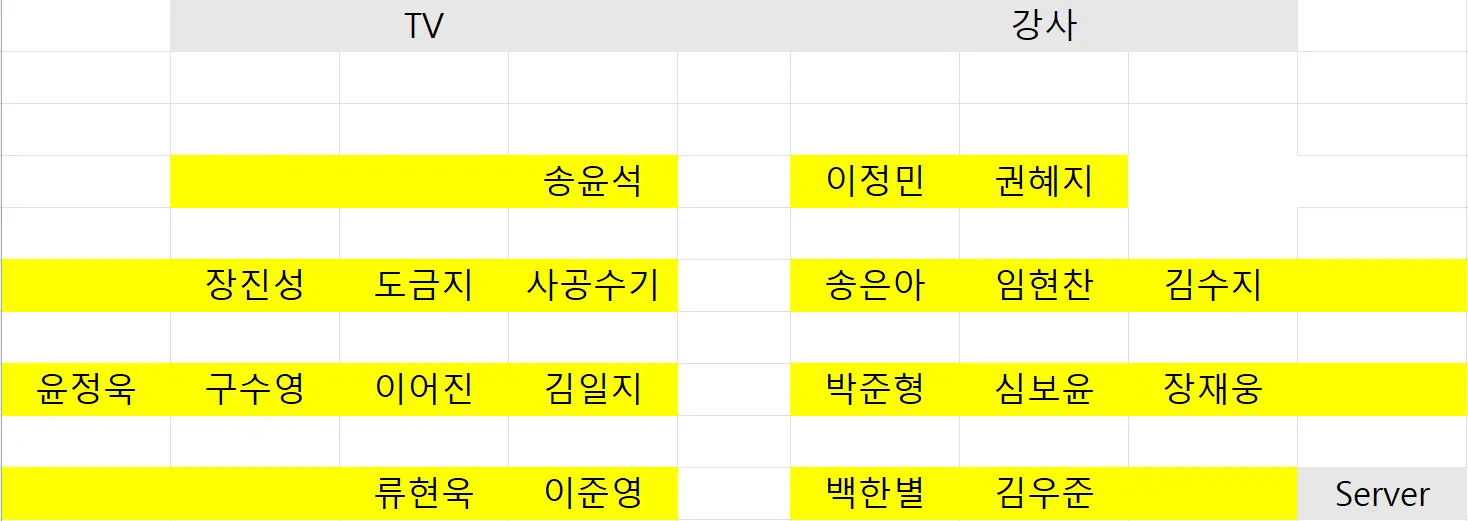 TV 강사
송윤석 이정민 권혜지
장진성 도금지 사공수기 송은아 임현찬 김수지
윤정욱 구수영 이어진 김일지 박준형 심보윤 장재웅
류현욱 이준영 백한별 김우준 Server